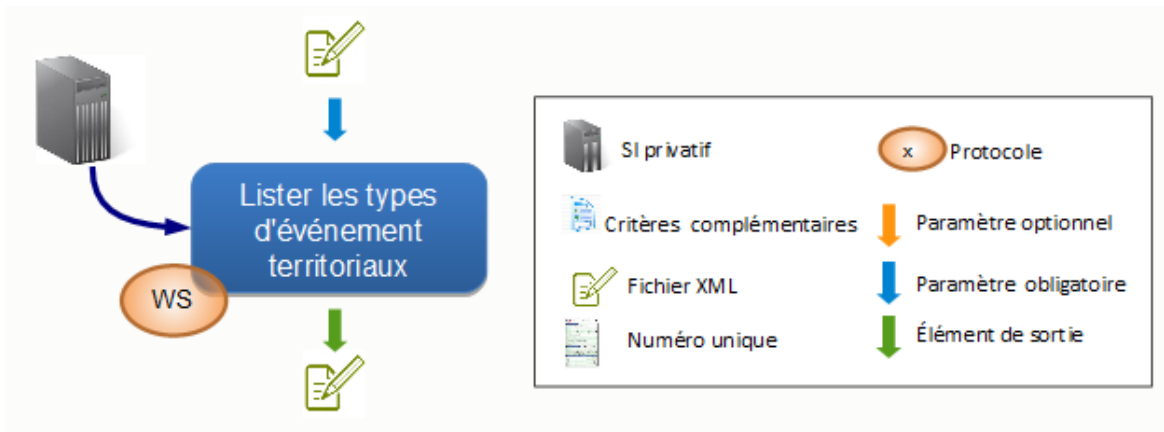 Lister les types
d'événement
territoriaux
WS
SI privatif
x
Protocole
Critères complémentaires
Paramètre optionnel
Fichier XML
Paramètre obligatoire
Numéro unique
Élément de sortie